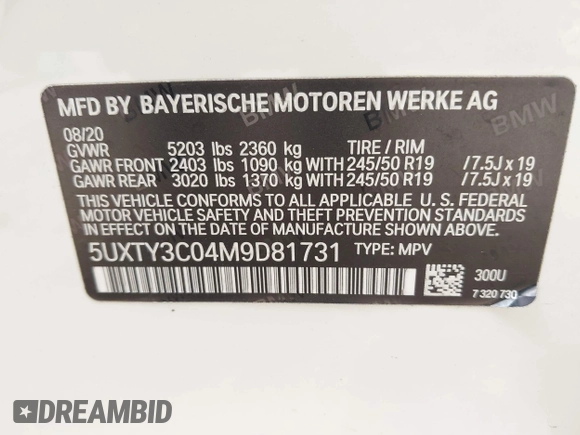 MFD BY BAYERISCHE MOTOREN WERKE AG
08/20
GVWR 5203 lbs 2360 kg TIRE / RIM
GAWR FRONT 2403 lbs 1090 kg WITH 245/50 R19 /7.5J x 19
GAWR REAR 3020 lbs 1370 kg WITH 245/50 R19 /7.5J x 19
THIS VEHICLE CONFORMS TO ALL APPLICABLE U. S. FEDERAL
MOTOR VEHICLE SAFETY AND THEFT PREVENTION STANDARDS
IN EFFECT ON THE DATE OF MANUFACTURE SHOWN ABOVE.
5UXTY3C04M9D81731 TYPE: MPV
300U
7 320 730
DREAMBID.COM